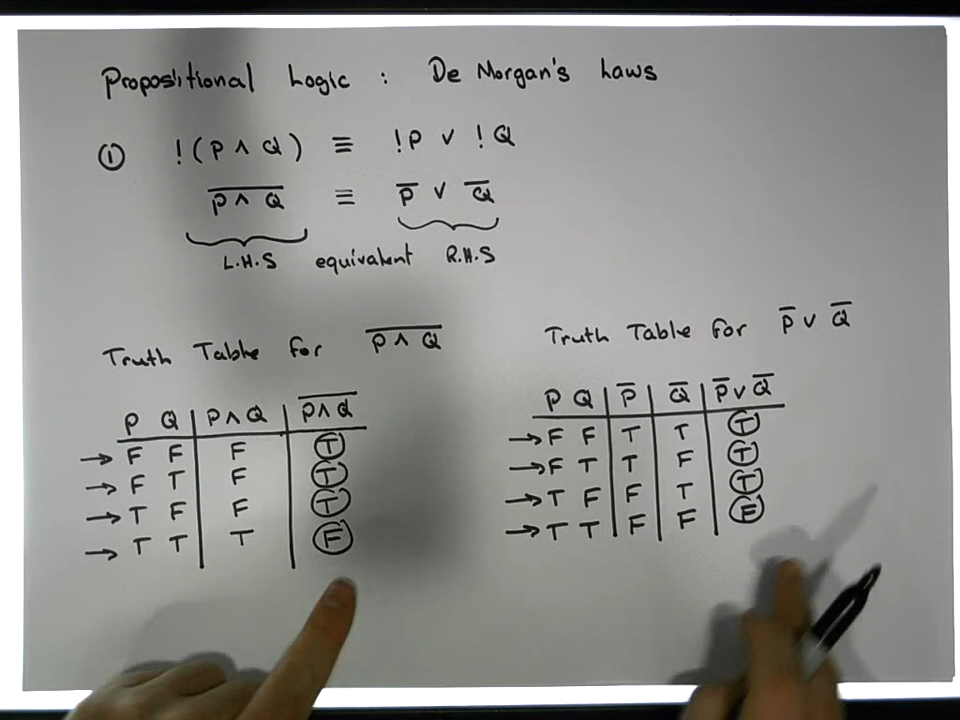 Propositional Logic : De Morgan's Laws
① !(P ∧ Q) ≡ !P ∨ !Q
P̅ ̅∧̅ ̅Q̅ ≡ P̅ ∨ Q̅
L.H.S equivalent R.H.S
Truth Table for P̅ ̅∧̅ ̅Q̅
P Q | P ∧ Q | P̅ ̅∧̅ ̅Q̅
→ F F | F | T
→ F T | F | T
→ T F | F | T
→ T T | T | F
Truth Table for P̅ ∨ Q̅
P Q | P̅ | Q̅ | P̅ ∨ Q̅
→ F F | T | T | T
→ F T | T | F | T
→ T F | F | T | T
→ T T | F | F | F